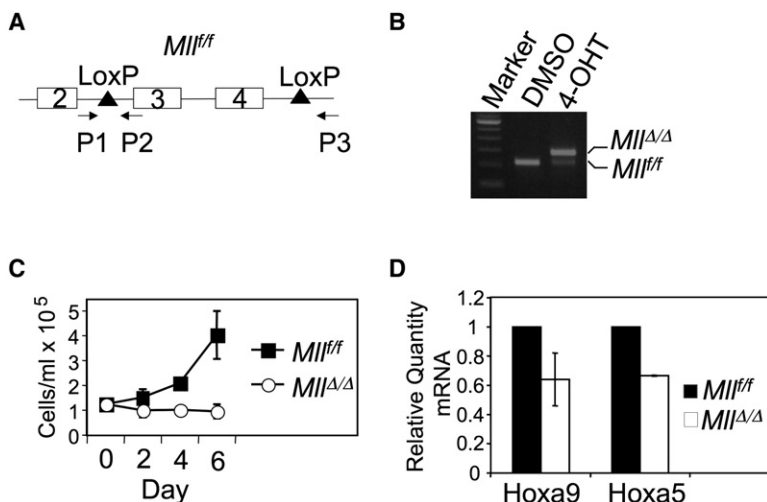 A
Mll^f/f
LoxP
LoxP
2
3
4
P1
P2
P3
B
Marker
DMSO
4-OHT
Mll^Δ/Δ
Mll^f/f
C
Cells/ml x 10^5
5
4
3
2
1
0
0 2 4 6
Day
Mll^f/f
Mll^Δ/Δ
D
Relative Quantity
mRNA
1.2
1
0.8
0.6
0.4
0.2
0
Hoxa9 Hoxa5
Mll^f/f
Mll^Δ/Δ